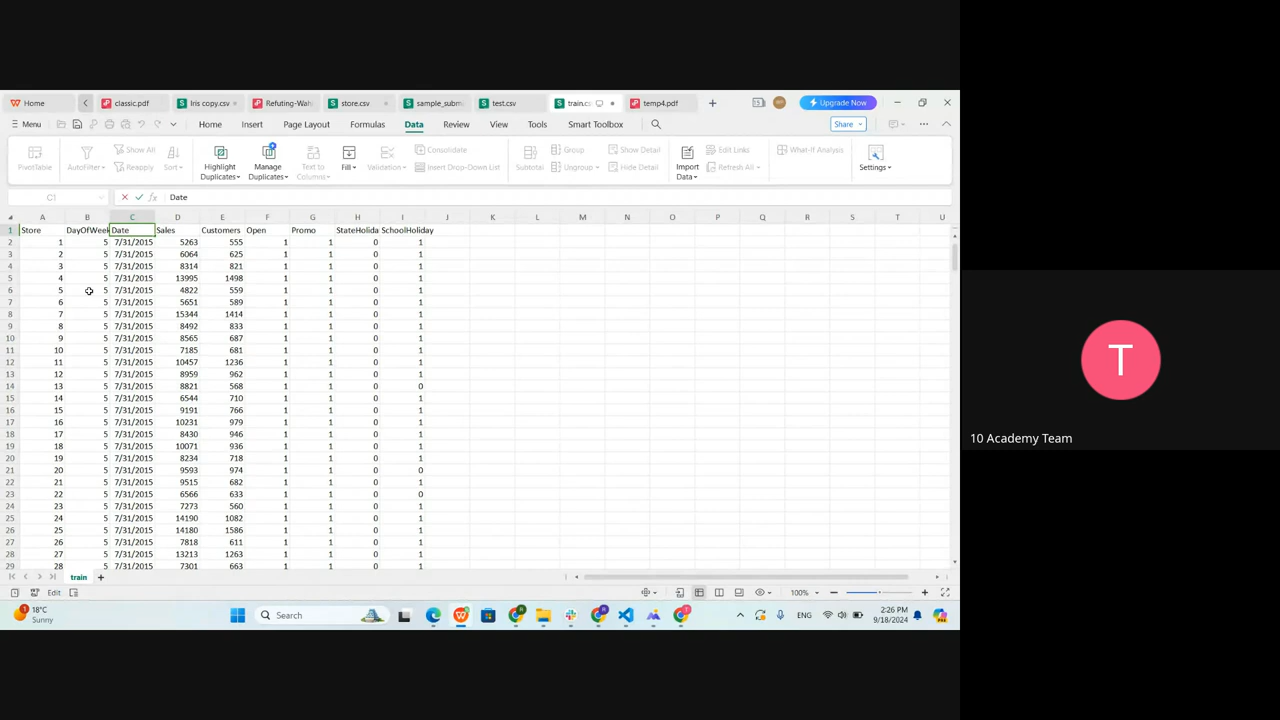 Home classic.pdf Iris copy.csv Refuting-Wah store.csv sample_subm test.csv train.cs temp4.pdf Upgrade Now
Menu Home Insert Page Layout Formulas Data Review View Tools Smart Toolbox Share
PivotTable AutoFilter Show All Reapply Sort Highlight Duplicates Manage Duplicates Text to Columns Fill Validation Consolidate Insert Drop-Down List Subtotal Group Ungroup Show Detail Hide Detail Import Data Edit Links Refresh All What-If Analysis Settings
C1 fx Date
A B C D E F G H I J K L M N O P Q R S T U
1 Store DayOfWeek Date Sales Customers Open Promo StateHolida SchoolHoliday
2 1 5 7/31/2015 5263 555 1 1 0 1
3 2 5 7/31/2015 6064 625 1 1 0 1
4 3 5 7/31/2015 8314 821 1 1 0 1
5 4 5 7/31/2015 13995 1498 1 1 0 1
6 5 5 7/31/2015 4822 559 1 1 0 1
7 6 5 7/31/2015 5651 589 1 1 0 1
8 7 5 7/31/2015 15344 1414 1 1 0 1
9 8 5 7/31/2015 8492 833 1 1 0 1
10 9 5 7/31/2015 8565 687 1 1 0 1
11 10 5 7/31/2015 7185 681 1 1 0 1
12 11 5 7/31/2015 10457 1236 1 1 0 1
13 12 5 7/31/2015 8959 962 1 1 0 1
14 13 5 7/31/2015 8821 568 1 1 0 0
15 14 5 7/31/2015 6544 710 1 1 0 1
16 15 5 7/31/2015 9191 766 1 1 0 1
17 16 5 7/31/2015 10231 979 1 1 0 1
18 17 5 7/31/2015 8430 946 1 1 0 1
19 18 5 7/31/2015 10071 936 1 1 0 1
20 19 5 7/31/2015 8234 718 1 1 0 1
21 20 5 7/31/2015 9593 974 1 1 0 0
22 21 5 7/31/2015 9515 682 1 1 0 1
23 22 5 7/31/2015 6566 633 1 1 0 0
24 23 5 7/31/2015 7273 560 1 1 0 1
25 24 5 7/31/2015 14190 1082 1 1 0 1
26 25 5 7/31/2015 14180 1586 1 1 0 1
27 26 5 7/31/2015 7818 611 1 1 0 1
28 27 5 7/31/2015 13213 1263 1 1 0 1
29 28 5 7/31/2015 7301 663 1 1 0 1
train
Edit 100%
18°C
Sunny
Search
ENG
2:26 PM
9/18/2024
T
10 Academy Team